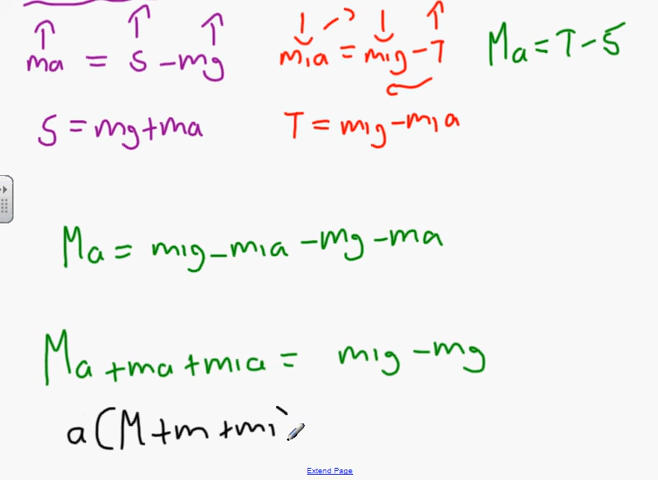 ma = S - mg
m1a = m1g - T
Ma = T - S
S = mg + ma
T = m1g - m1a
Ma = m1g - m1a - mg - ma
Ma + ma + m1a = m1g - mg
a(M + m + m1)
Extend Page